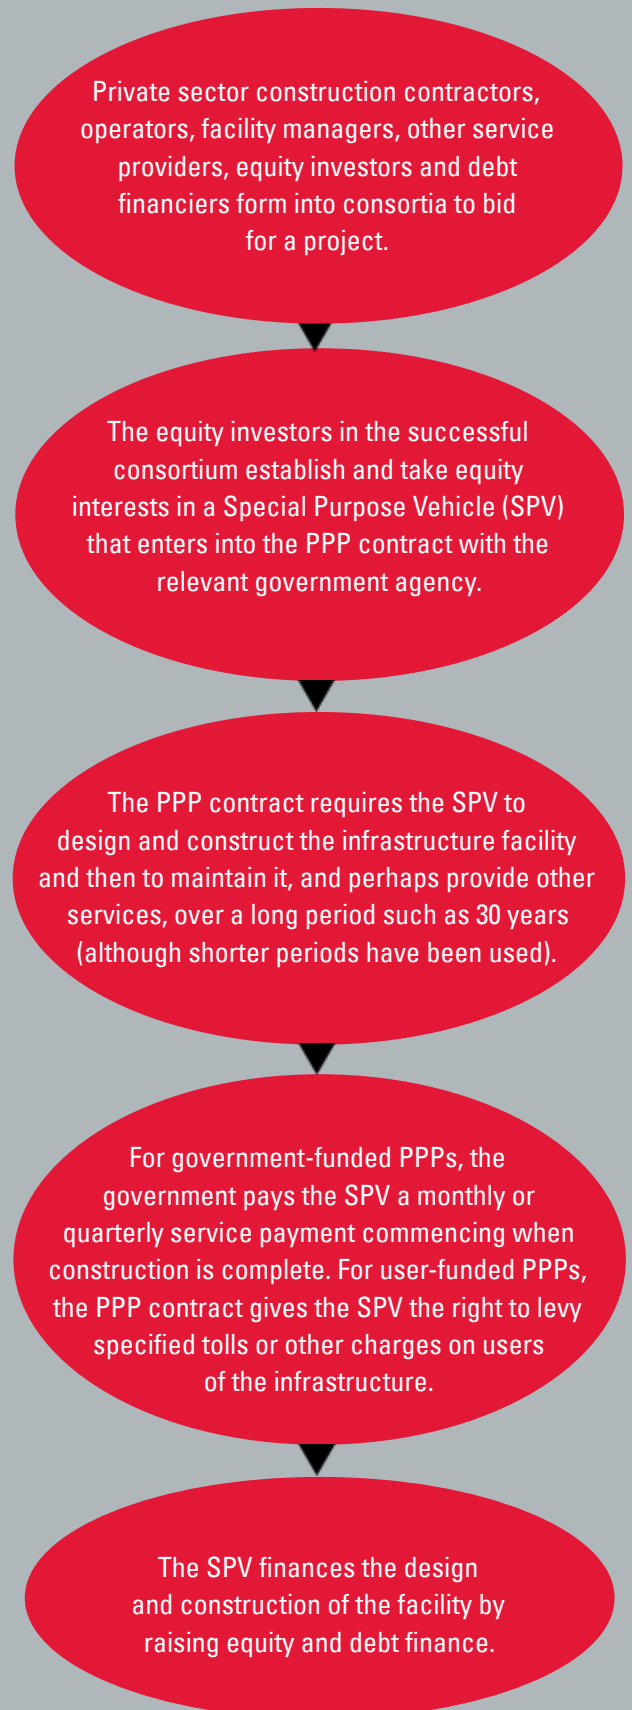 Private sector construction contractors,
operators, facility managers, other service
providers, equity investors and debt
financiers form into consortia to bid
for a project.
The equity investors in the successful
consortium establish and take equity
interests in a Special Purpose Vehicle (SPV)
that enters into the PPP contract with the
relevant government agency.
The PPP contract requires the SPV to
design and construct the infrastructure facility
and then to maintain it, and perhaps provide other
services, over a long period such as 30 years
(although shorter periods have been used).
For government-funded PPPs, the
government pays the SPV a monthly or
quarterly service payment commencing when
construction is complete. For user-funded PPPs,
the PPP contract gives the SPV the right to levy
specified tolls or other charges on users
of the infrastructure.
The SPV finances the design
and construction of the facility by
raising equity and debt finance.